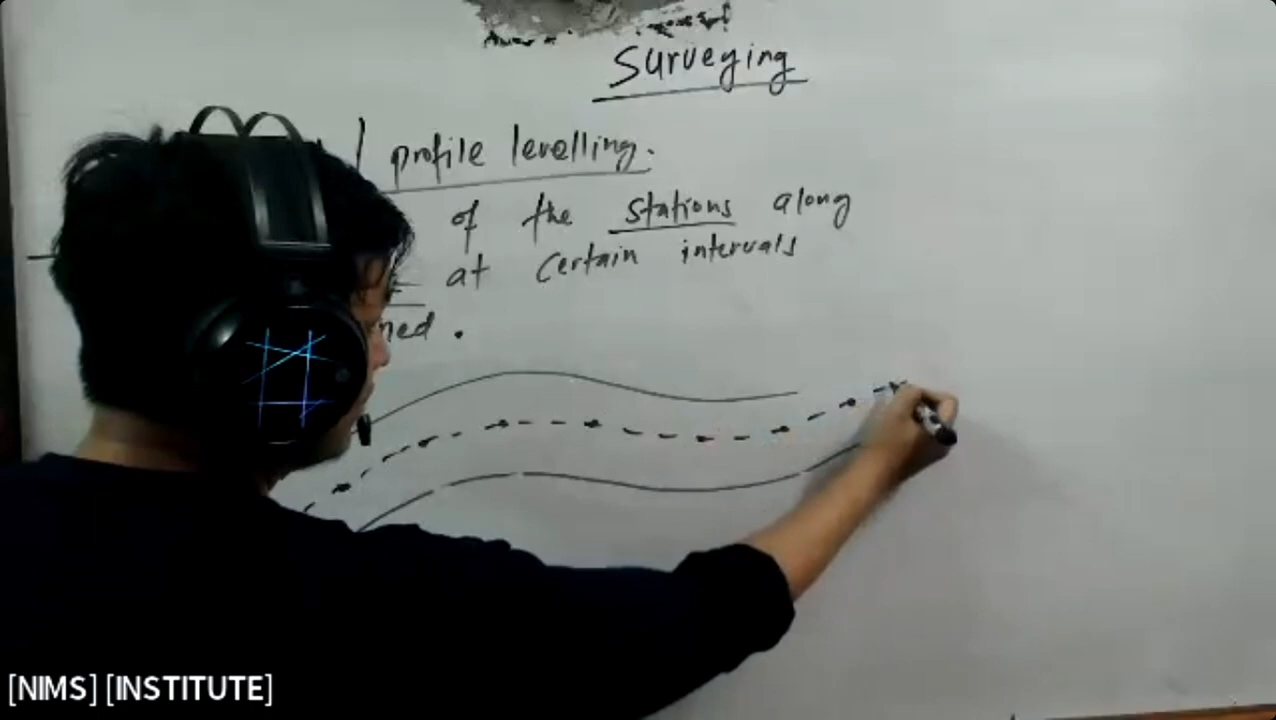 Surveying
profile levelling.
of the stations along
at certain intervals
ned.
[NIMS] [INSTITUTE]